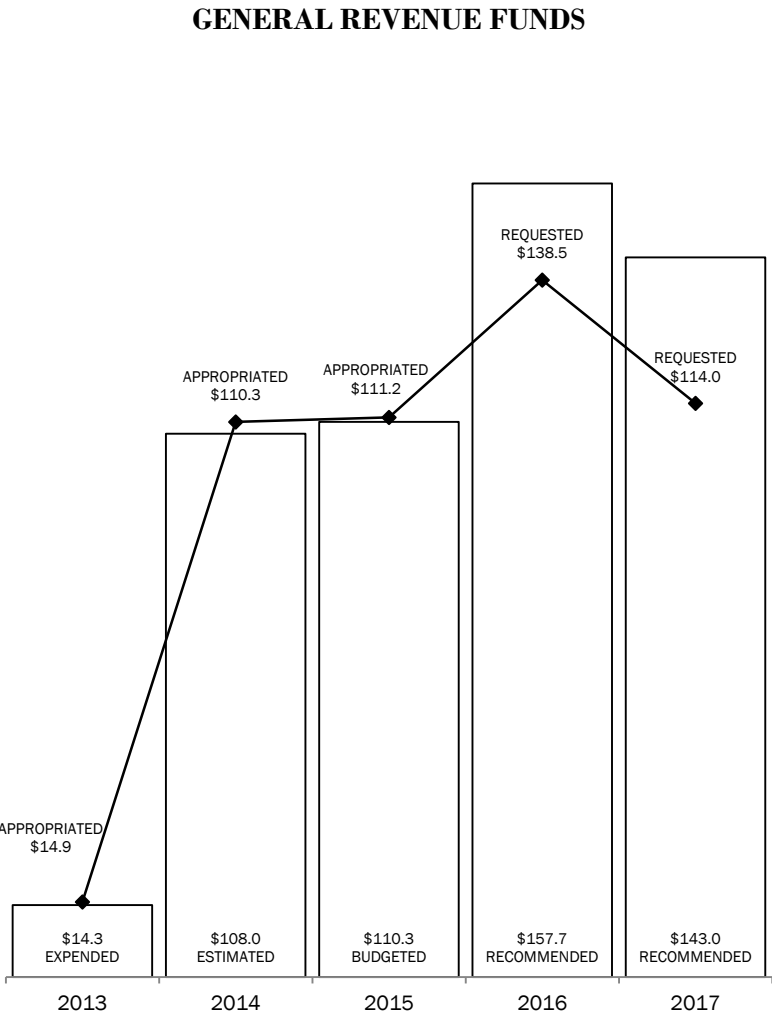 GENERAL REVENUE FUNDS
REQUESTED
$138.5
REQUESTED
$114.0
APPROPRIATED
$111.2
APPROPRIATED
$110.3
APPROPRIATED
$14.9
$14.3
EXPENDED
$108.0
ESTIMATED
$110.3
BUDGETED
$157.7
RECOMMENDED
$143.0
RECOMMENDED
2013
2014
2015
2016
2017